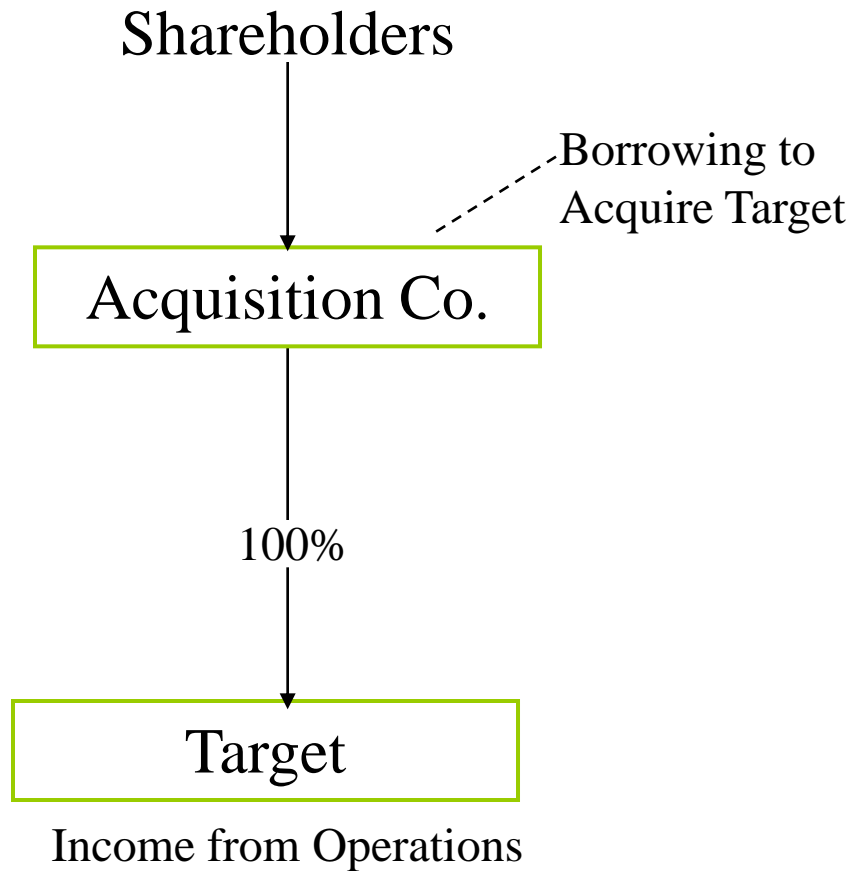 Shareholders
Borrowing to
Acquire Target
Acquisition Co.
100%
Target
Income from Operations